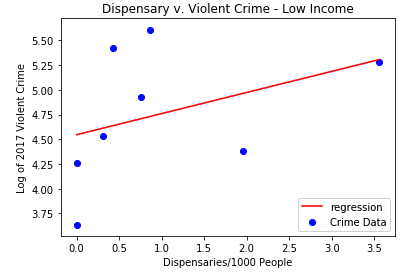 Dispensary v. Violent Crime - Low Income
5.50
5.25
5.00
4.75
4.50
4.25
4.00
3.75
Log of 2017 Violent Crime
0.0 0.5 1.0 1.5 2.0 2.5 3.0 3.5
Dispensaries/1000 People
regression
Crime Data